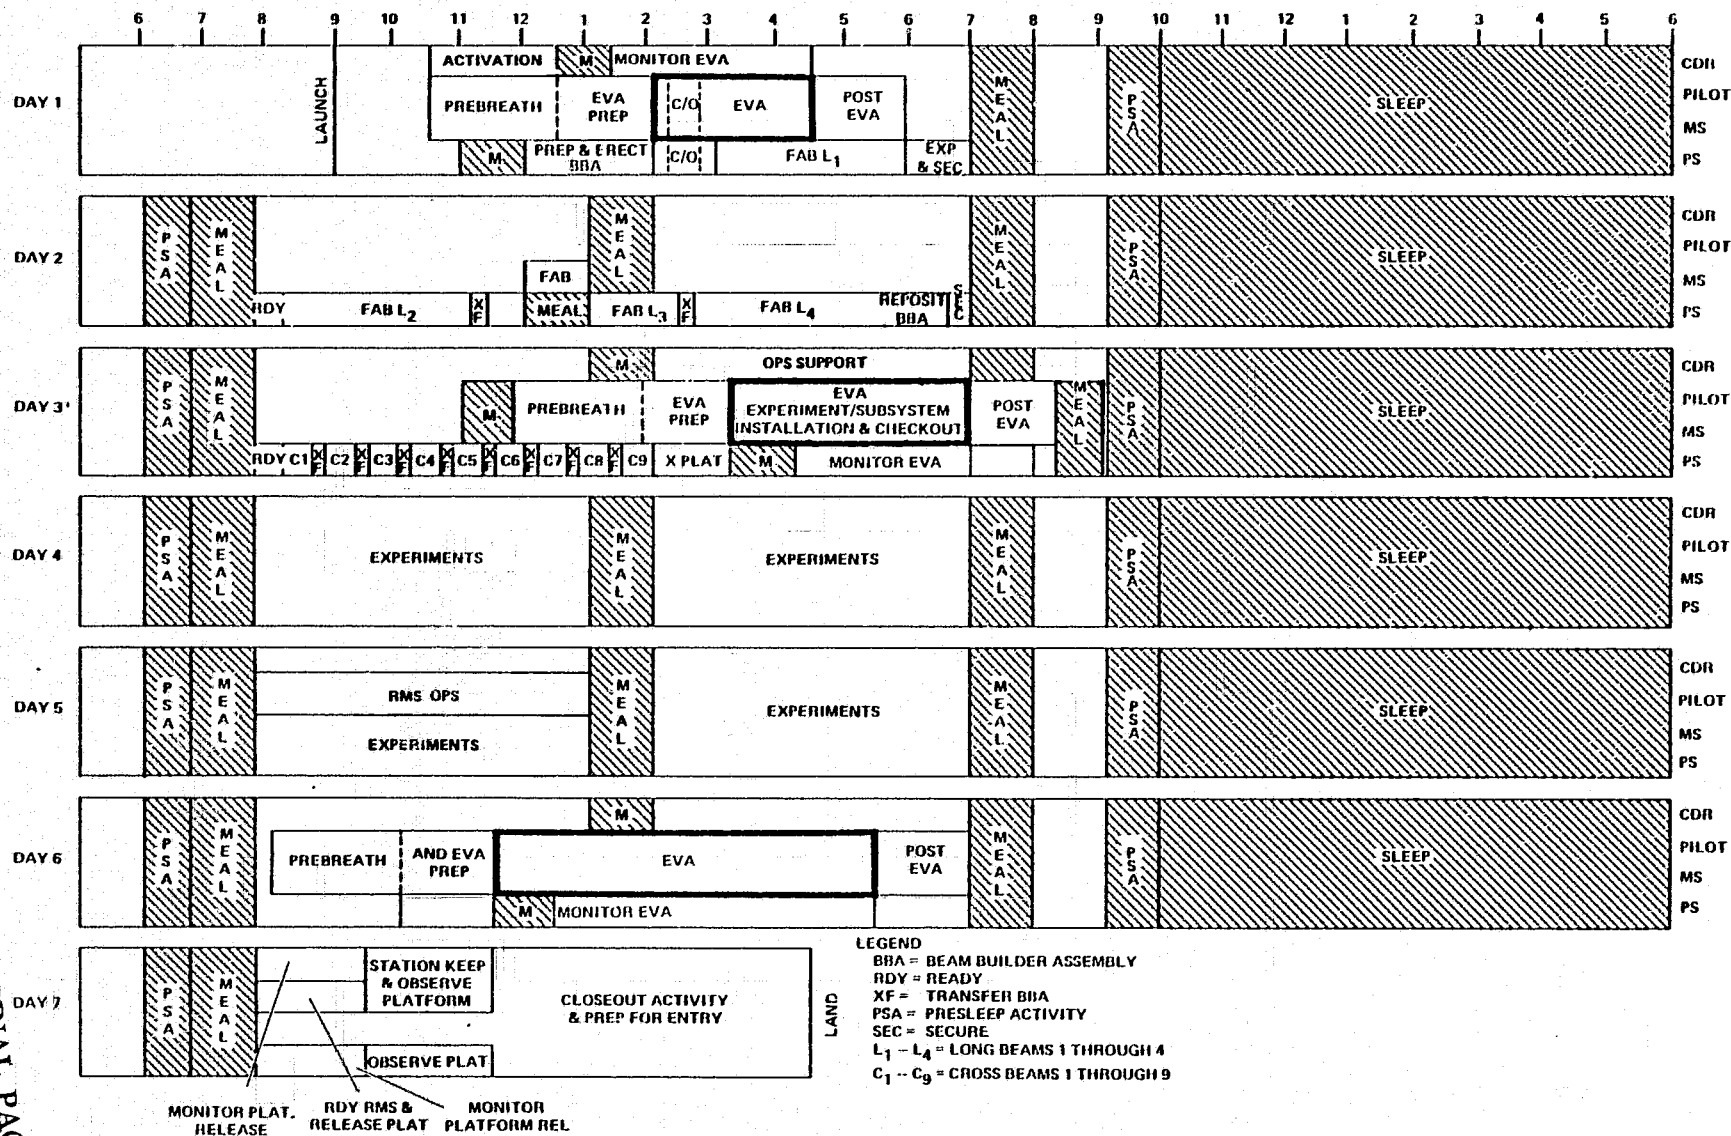 6 7 8 9 10 11 12 1 2 3 4 5 6 7 8 9 10 11 12 1 2 3 4 5 6
DAY 1
LAUNCH
ACTIVATION
M
MONITOR EVA
PREBREATH
EVA
PREP
C/O
EVA
POST
EVA
M
PREP & ERECT
BBA
C/O
FAB L1
EXP
& SEC
MEAL
PSA
SLEEP
CDR
PILOT
MS
PS
DAY 2
PSA
MEAL
RDY
FAB L2
XF
FAB
MEAL
MEAL
FAB L3
XF
FAB L4
REPOSIT
BBA
SEC
MEAL
PSA
SLEEP
CDR
PILOT
MS
PS
DAY 3
PSA
MEAL
M
OPS SUPPORT
M
PREBREATH
EVA
PREP
EVA
EXPERIMENT/SUBSYSTEM
INSTALLATION & CHECKOUT
POST
EVA
MEAL
RDY C1 XF C2 XF C3 XF C4 XF C5 XF C6 XF C7 XF C8 XF C9 X PLAT M MONITOR EVA
PSA
SLEEP
CDR
PILOT
MS
PS
DAY 4
PSA
MEAL
EXPERIMENTS
MEAL
EXPERIMENTS
MEAL
PSA
SLEEP
CDR
PILOT
MS
PS
DAY 5
PSA
MEAL
RMS OPS
EXPERIMENTS
MEAL
EXPERIMENTS
MEAL
PSA
SLEEP
CDR
PILOT
MS
PS
DAY 6
PSA
MEAL
M
PREBREATH
AND EVA
PREP
EVA
POST
EVA
M
MONITOR EVA
MEAL
PSA
SLEEP
CDR
PILOT
MS
PS
DAY 7
PSA
MEAL
STATION KEEP
& OBSERVE
PLATFORM
OBSERVE PLAT
CLOSEOUT ACTIVITY
& PREP FOR ENTRY
LAND
MONITOR PLAT.
RELEASE
RDY RMS &
RELEASE PLAT
MONITOR
PLATFORM REL
LEGEND
BBA = BEAM BUILDER ASSEMBLY
RDY = READY
XF = TRANSFER BBA
PSA = PRESLEEP ACTIVITY
SEC = SECURE
L1 - L4 = LONG BEAMS 1 THROUGH 4
C1 -- C9 = CROSS BEAMS 1 THROUGH 9